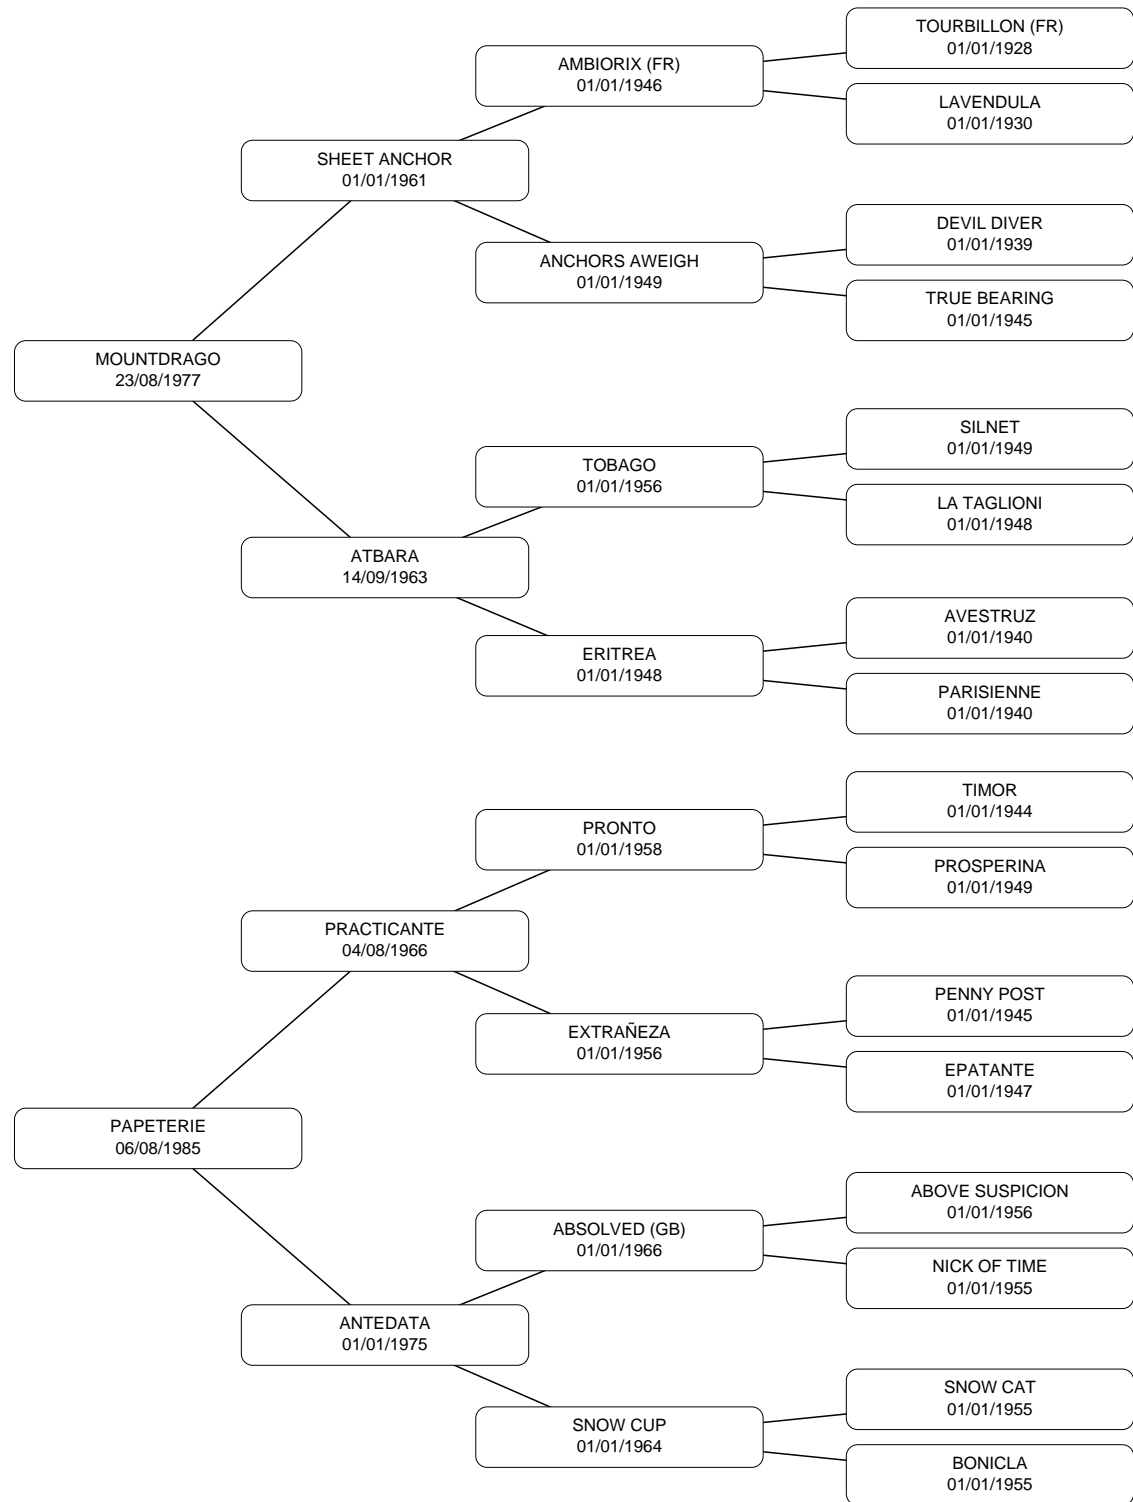 TOURBILLON (FR)
01/01/1928
AMBIORIX (FR)
01/01/1946
LAVENDULA
01/01/1930
SHEET ANCHOR
01/01/1961
DEVIL DIVER
01/01/1939
ANCHORS AWEIGH
01/01/1949
TRUE BEARING
01/01/1945
MOUNTDRAGO
23/08/1977
SILNET
01/01/1949
TOBAGO
01/01/1956
LA TAGLIONI
01/01/1948
ATBARA
14/09/1963
AVESTRUZ
01/01/1940
ERITREA
01/01/1948
PARISIENNE
01/01/1940
TIMOR
01/01/1944
PRONTO
01/01/1958
PROSPERINA
01/01/1949
PRACTICANTE
04/08/1966
PENNY POST
01/01/1945
EXTRAÑEZA
01/01/1956
EPATANTE
01/01/1947
PAPETERIE
06/08/1985
ABOVE SUSPICION
01/01/1956
ABSOLVED (GB)
01/01/1966
NICK OF TIME
01/01/1955
ANTEDATA
01/01/1975
SNOW CAT
01/01/1955
SNOW CUP
01/01/1964
BONICLA
01/01/1955